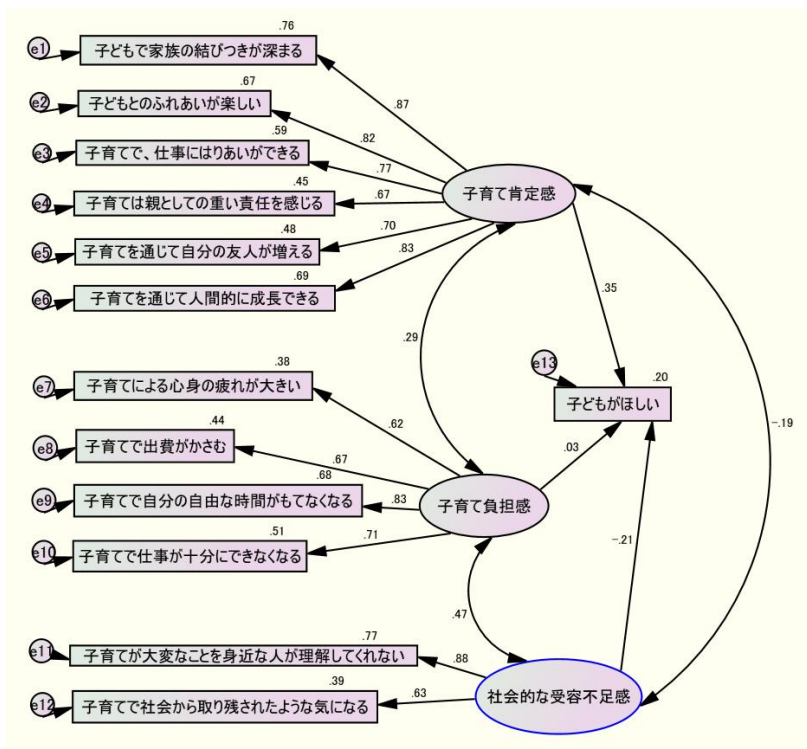 .76
e1
子どもで家族の結びつきが深まる
.67
e2
子どもとのふれあいが楽しい
.87
.59
.82
e3
子育てで、仕事にはりあいができる
.77
.45
e4
子育ては親としての重い責任を感じる
.67
子育て肯定感
.48
.70
e5
子育てを通じて自分の友人が増える
.83
.69
e6
子育てを通じて人間的に成長できる
.35
.29
.38
e7
子育てによる心身の疲れが大きい
e13
.20
子どもがほしい
.44
.62
-.19
e8
子育てで出費がかさむ
.03
.67
.68
e9
子育てで自分の自由な時間がもてなくなる
.83
子育て負担感
.51
.71
e10
子育てで仕事が十分にできなくなる
-.21
.47
.77
e11
子育てが大変なことを身近な人が理解してくれない
.88
.39
e12
子育てで社会から取り残されたような気になる
.63
社会的な受容不足感